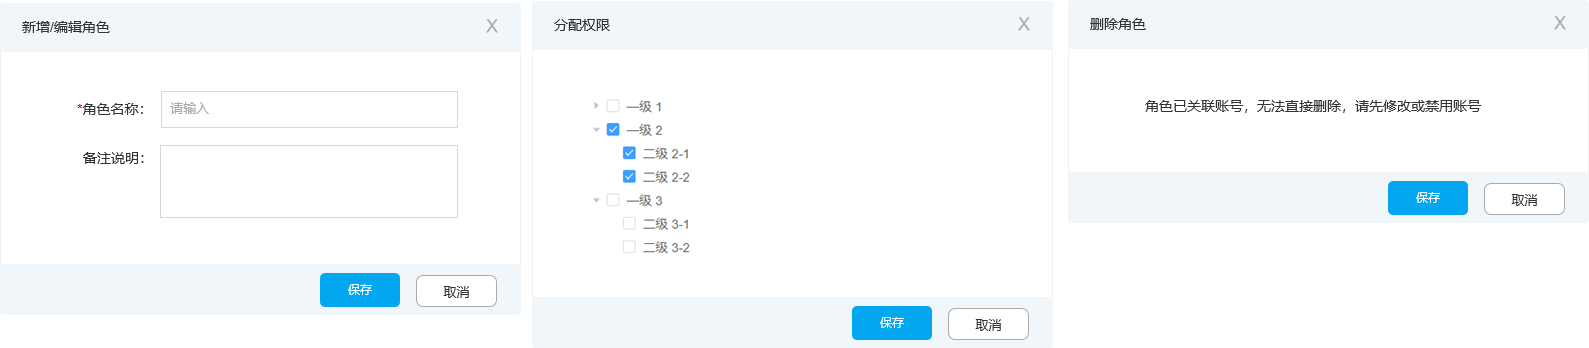 新增/编辑角色
X
*角色名称:
请输入
备注说明:
保存
取消
分配权限
X
一级 1
一级 2
二级 2-1
二级 2-2
一级 3
二级 3-1
二级 3-2
保存
取消
删除角色
X
角色已关联账号，无法直接删除，请先修改或禁用账号
保存
取消